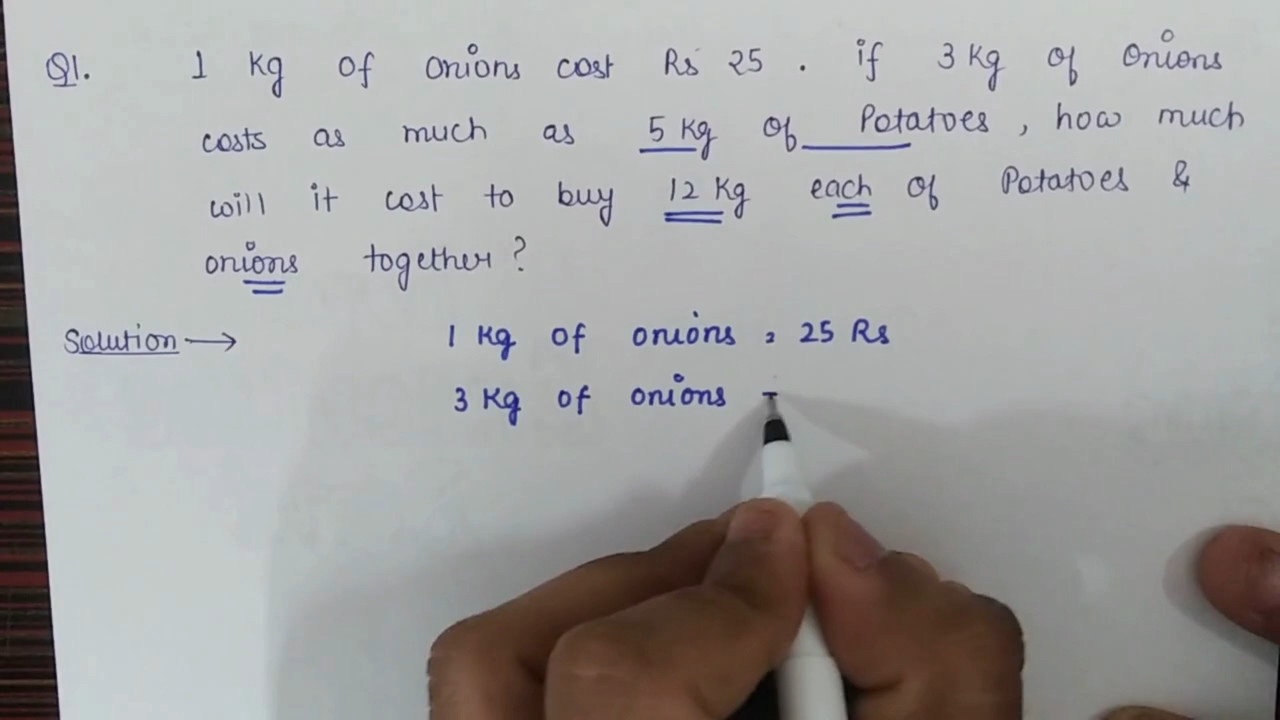 Q1. 1 Kg of onions cost Rs 25 . if 3 Kg of Onions
costs as much as 5 Kg of Potatoes , how much
will it cost to buy 12 Kg each of Potatoes &
onions together ?
Solution → 1 Kg of onions = 25 Rs
3 Kg of onions =